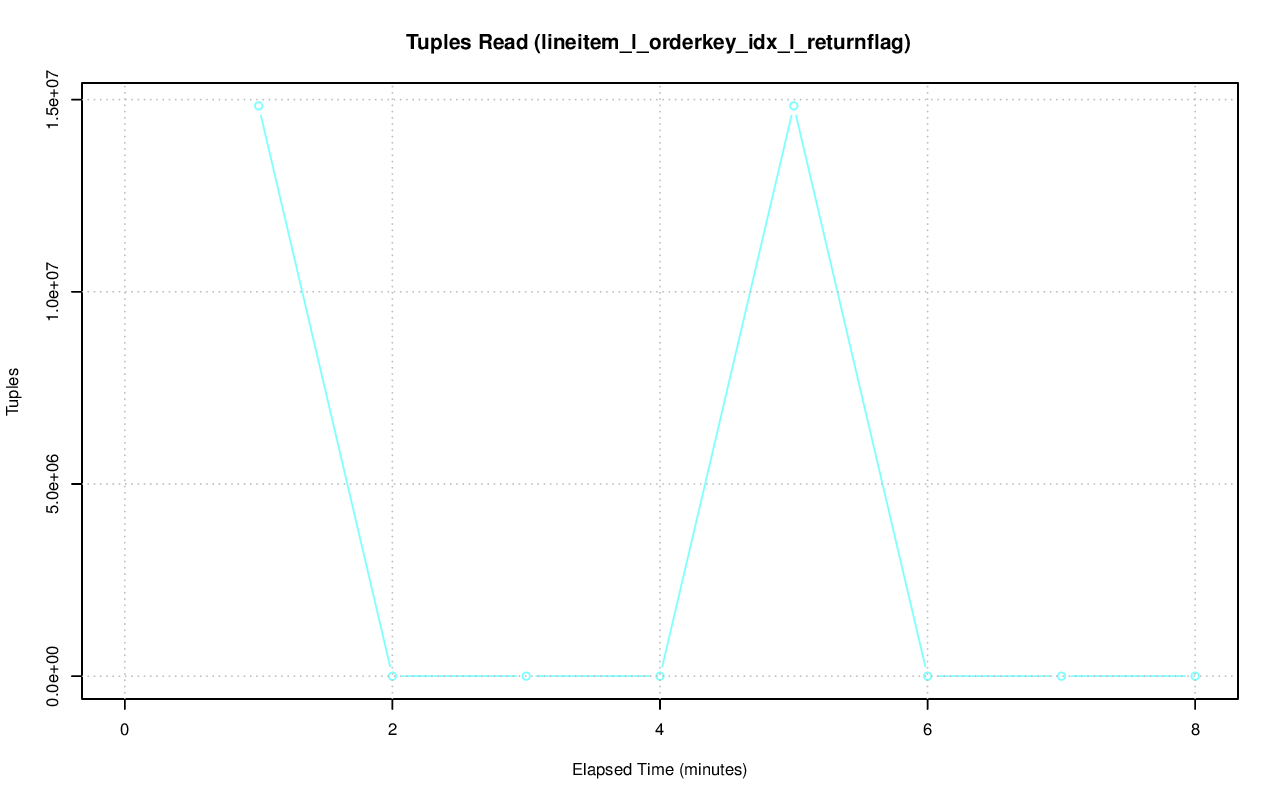 Tuples Read (lineitem_l_orderkey_idx_l_returnflag)
1.5e+07
1.0e+07
5.0e+06
0.0e+00
Tuples
0 2 4 6 8
Elapsed Time (minutes)